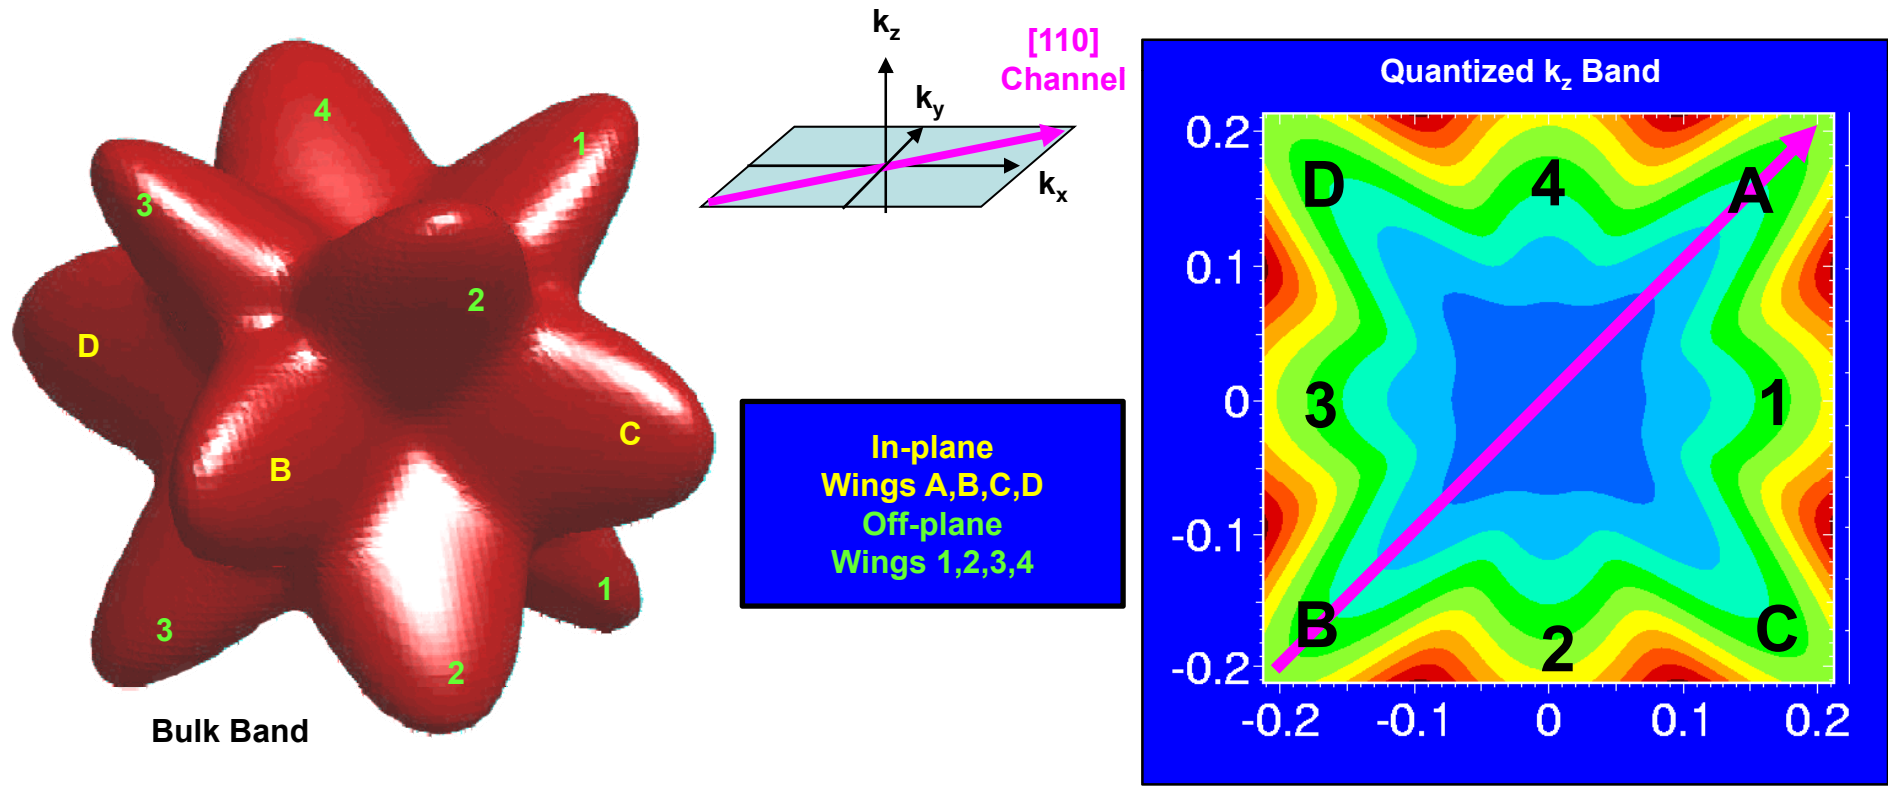 4
1
3
2
D
C
B
1
3
2
Bulk Band
kz
ky
kx
[110]
Channel
In-plane
Wings A,B,C,D
Off-plane
Wings 1,2,3,4
Quantized kz Band
0.2
0.1
0
-0.1
-0.2
D
4
A
3
1
B
2
C
-0.2
-0.1
0
0.1
0.2